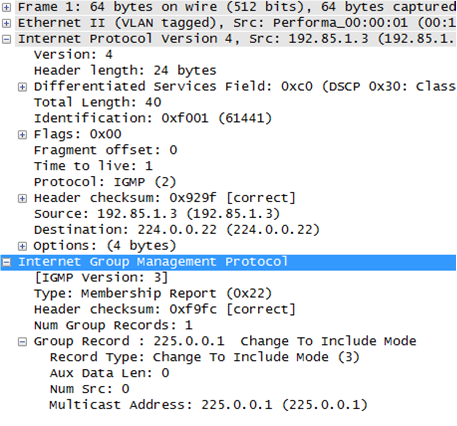 Frame 1: 64 bytes on wire (512 bits), 64 bytes captured
Ethernet II (VLAN tagged), Src: Performa_00:00:01 (00:1
Internet Protocol Version 4, Src: 192.85.1.3 (192.85.1.
Version: 4
Header length: 24 bytes
Differentiated Services Field: 0xc0 (DSCP 0x30: Class
Total Length: 40
Identification: 0xf001 (61441)
Flags: 0x00
Fragment offset: 0
Time to live: 1
Protocol: IGMP (2)
Header checksum: 0x929f [correct]
Source: 192.85.1.3 (192.85.1.3)
Destination: 224.0.0.22 (224.0.0.22)
Options: (4 bytes)
Internet Group Management Protocol
[IGMP Version: 3]
Type: Membership Report (0x22)
Header checksum: 0xf9fc [correct]
Num Group Records: 1
Group Record : 225.0.0.1  Change To Include Mode
Record Type: Change To Include Mode (3)
Aux Data Len: 0
Num Src: 0
Multicast Address: 225.0.0.1 (225.0.0.1)